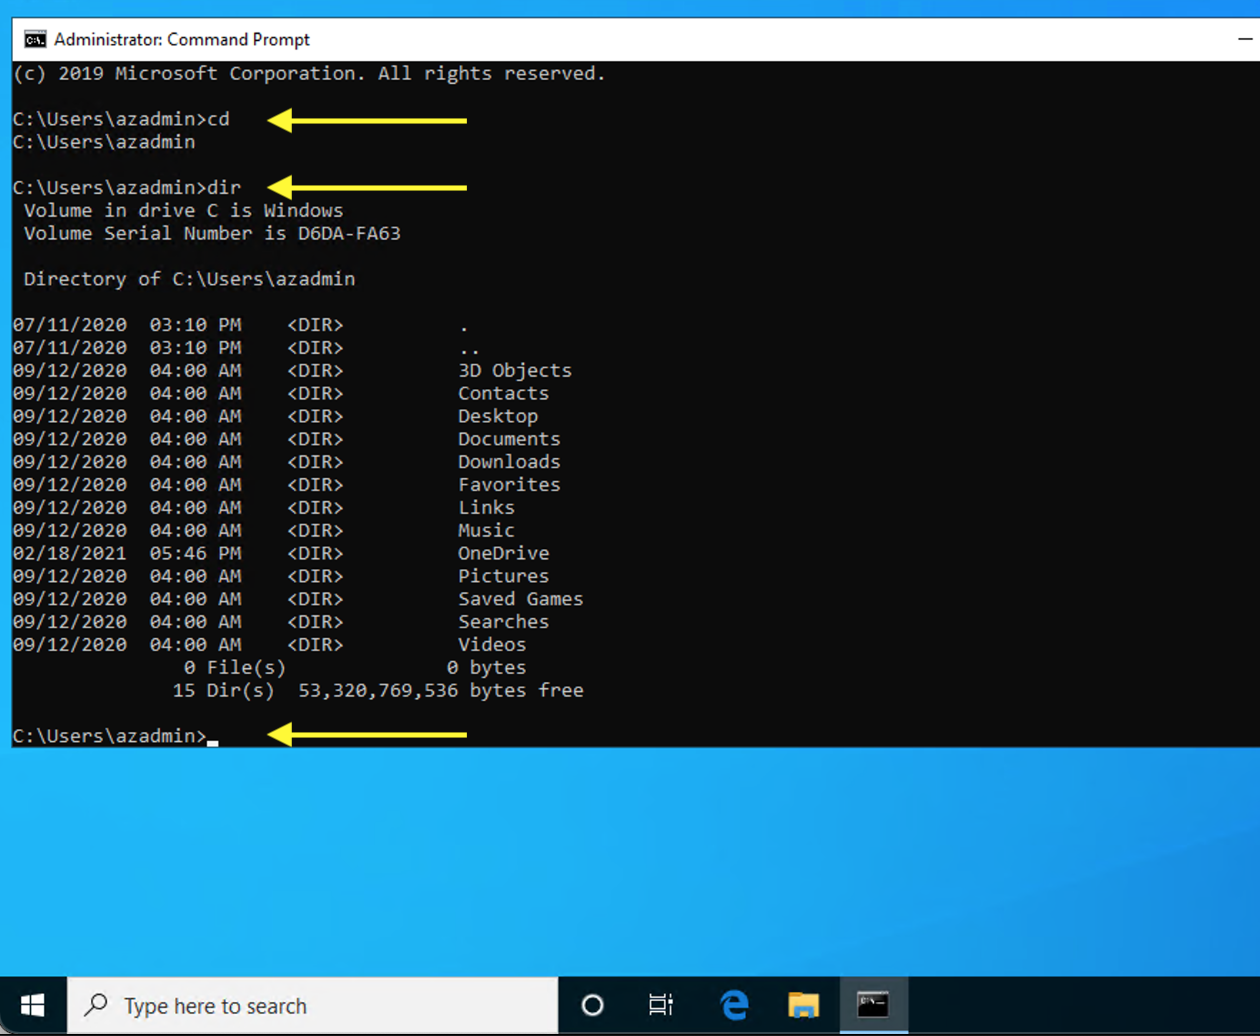 Administrator: Command Prompt
(c) 2019 Microsoft Corporation. All rights reserved.
C:\Users\azadmin>cd
C:\Users\azadmin
C:\Users\azadmin>dir
Volume in drive C is Windows
Volume Serial Number is D6DA-FA63
Directory of C:\Users\azadmin
07/11/2020  03:10 PM    <DIR>          .
07/11/2020  03:10 PM    <DIR>          ..
09/12/2020  04:00 AM    <DIR>          3D Objects
09/12/2020  04:00 AM    <DIR>          Contacts
09/12/2020  04:00 AM    <DIR>          Desktop
09/12/2020  04:00 AM    <DIR>          Documents
09/12/2020  04:00 AM    <DIR>          Downloads
09/12/2020  04:00 AM    <DIR>          Favorites
09/12/2020  04:00 AM    <DIR>          Links
09/12/2020  04:00 AM    <DIR>          Music
02/18/2021  05:46 PM    <DIR>          OneDrive
09/12/2020  04:00 AM    <DIR>          Pictures
09/12/2020  04:00 AM    <DIR>          Saved Games
09/12/2020  04:00 AM    <DIR>          Searches
09/12/2020  04:00 AM    <DIR>          Videos
0 File(s)              0 bytes
15 Dir(s)  53,320,769,536 bytes free
C:\Users\azadmin>_
Type here to search